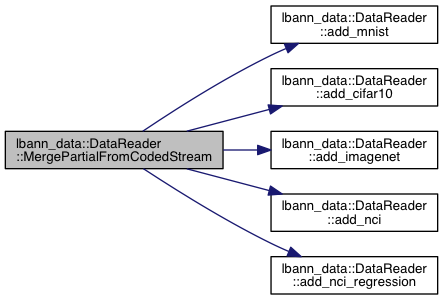 lbann_data::DataReader
::MergePartialFromCodedStream
lbann_data::DataReader
::add_mnist
lbann_data::DataReader
::add_cifar10
lbann_data::DataReader
::add_imagenet
lbann_data::DataReader
::add_nci
lbann_data::DataReader
::add_nci_regression